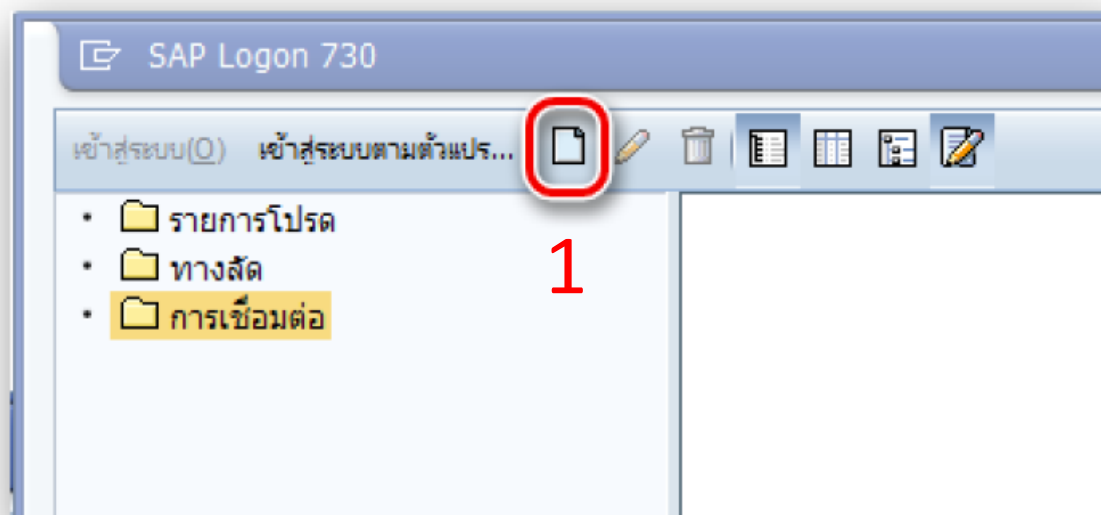 SAP Logon 730
เข้าสู่ระบบ(O) เข้าสู่ระบบตามตัวแปร...
รายการโปรด
1
ทางลัด
การเชื่อมต่อ